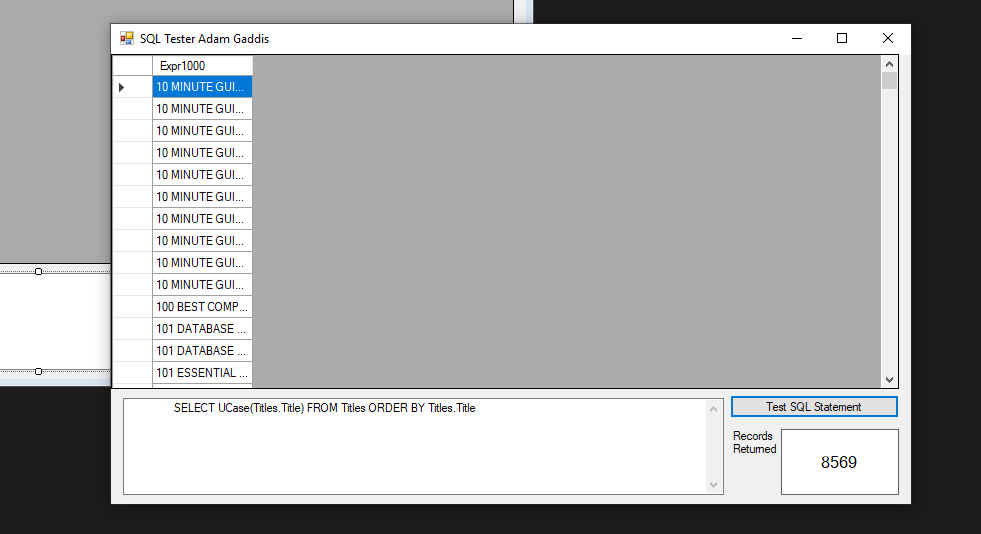 SQL Tester Adam Gaddis
Expr1000
10 MINUTE GUI...
10 MINUTE GUI...
10 MINUTE GUI...
10 MINUTE GUI...
10 MINUTE GUI...
10 MINUTE GUI...
10 MINUTE GUI...
10 MINUTE GUI...
10 MINUTE GUI...
10 MINUTE GUI...
100 BEST COMP...
101 DATABASE ...
101 DATABASE ...
101 ESSENTIAL ...
SELECT UCase(Titles.Title) FROM Titles ORDER BY Titles.Title
Test SQL Statement
Records
Returned
8569